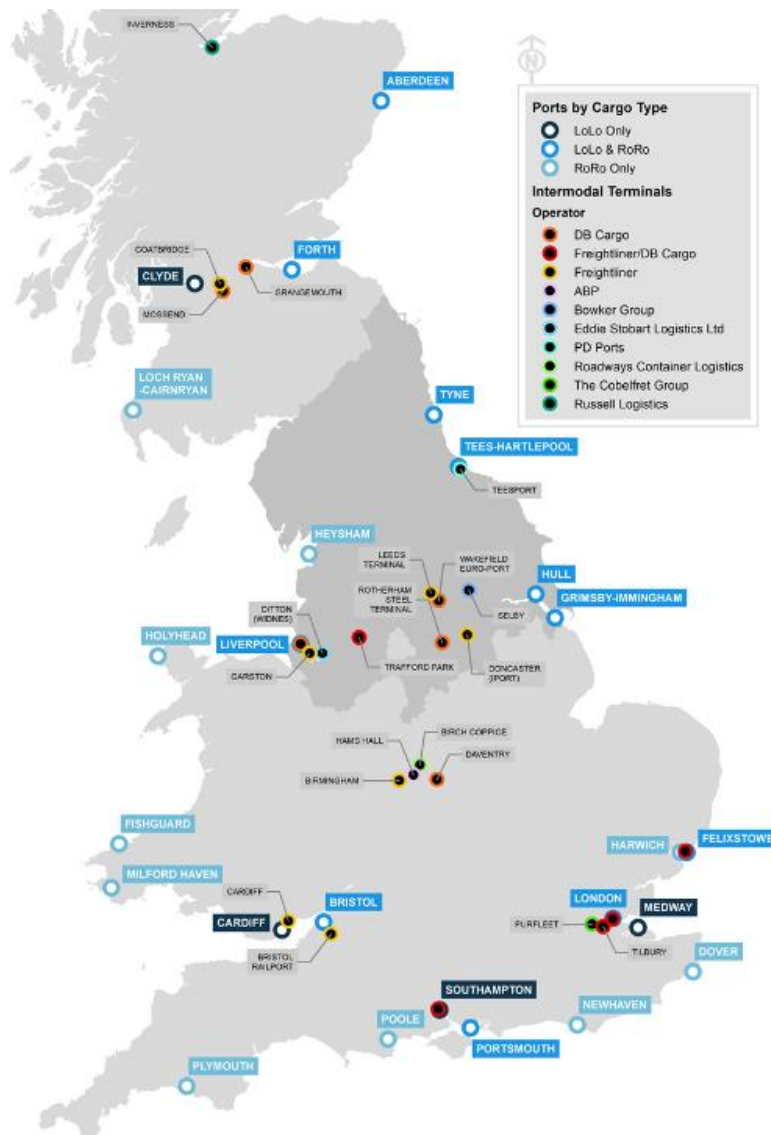 INVERNESS
ABERDEEN
N
Ports by Cargo Type
LoLo Only
LoLo & RoRo
RoRo Only
Intermodal Terminals
Operator
DB Cargo
Freightliner/DB Cargo
Freightliner
ABP
Bowker Group
Eddie Stobart Logistics Ltd
PD Ports
Roadways Container Logistics
The Cobelfret Group
Russell Logistics
COATBRIDGE
FORTH
CLYDE
GRANGEMOUTH
MOSSEND
LOCH RYAN
-CAIRNRYAN
TYNE
TEES-HARTLEPOOL
TEESPORT
HEYSHAM
LEEDS
TERMINAL
WAKEFIELD
EURO-PORT
ROTHERHAM
STEEL
TERMINAL
HULL
GRIMSBY-IMMINGHAM
SELBY
DITTON
(WIDNES)
HOLYHEAD
LIVERPOOL
GARSTON
TRAFFORD PARK
DONCASTER
(IPORT)
BIRCH COPPICE
HAMS HALL
DAVENTRY
BIRMINGHAM
FISHGUARD
HARWICH
FELIXSTOWE
MILFORD HAVEN
CARDIFF
CARDIFF
BRISTOL
BRISTOL
RAILPORT
LONDON
MEDWAY
PURFLEET
TILBURY
DOVER
SOUTHAMPTON
POOLE
NEWHAVEN
PORTSMOUTH
PLYMOUTH